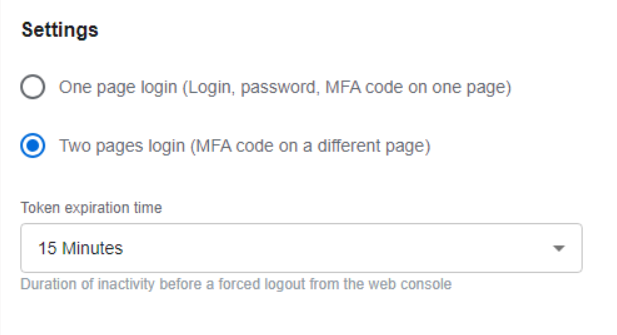 Settings
One page login (Login, password, MFA code on one page)
Two pages login (MFA code on a different page)
Token expiration time
15 Minutes
Duration of inactivity before a forced logout from the web console